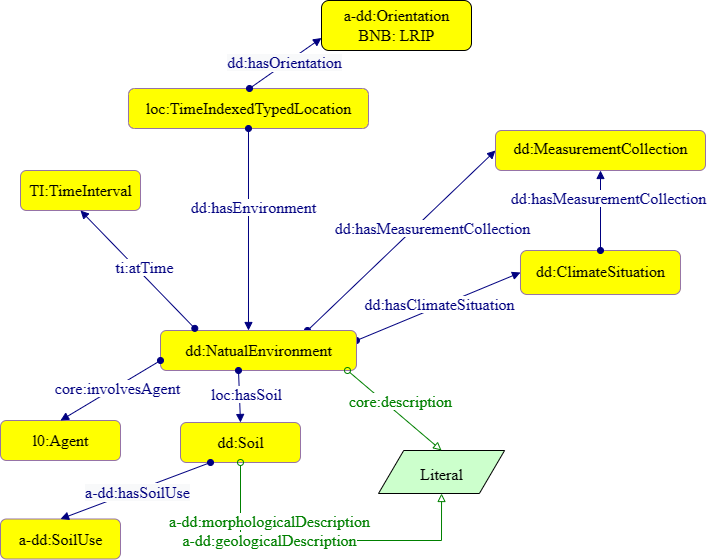 a-dd:Orientation
BNB: LRIP
dd:hasOrientation
loc:TimeIndexedTypedLocation
dd:MeasurementCollection
TI:TimeInterval
dd:hasMeasurementCollection
dd:hasEnvironment
dd:hasMeasurementCollection
ti:atTime
dd:ClimateSituation
dd:hasClimateSituation
dd:NatualEnvironment
core:involvesAgent
loc:hasSoil
core:description
l0:Agent
dd:Soil
Literal
a-dd:hasSoilUse
a-dd:morphologicalDescription
a-dd:SoilUse
a-dd:geologicalDescription